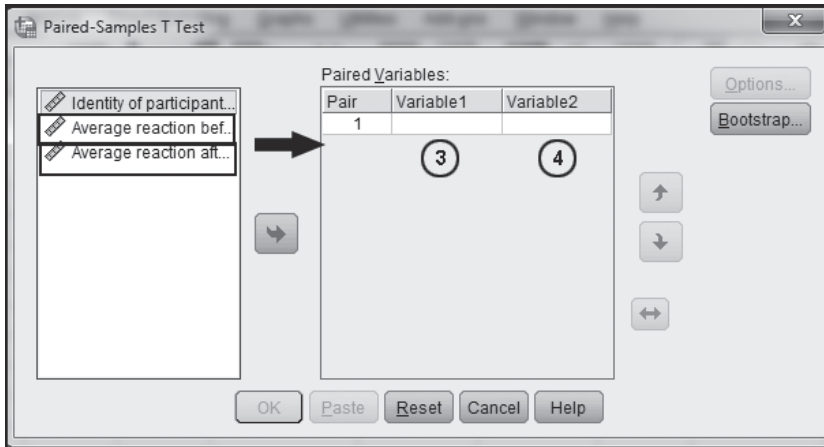 Paired-Samples T Test
x
Paired Variables:
Identity of participant...
Average reaction bef...
Average reaction aft...
Pair Variable1 Variable2
1
3 4
Options...
Bootstrap...
OK Paste Reset Cancel Help